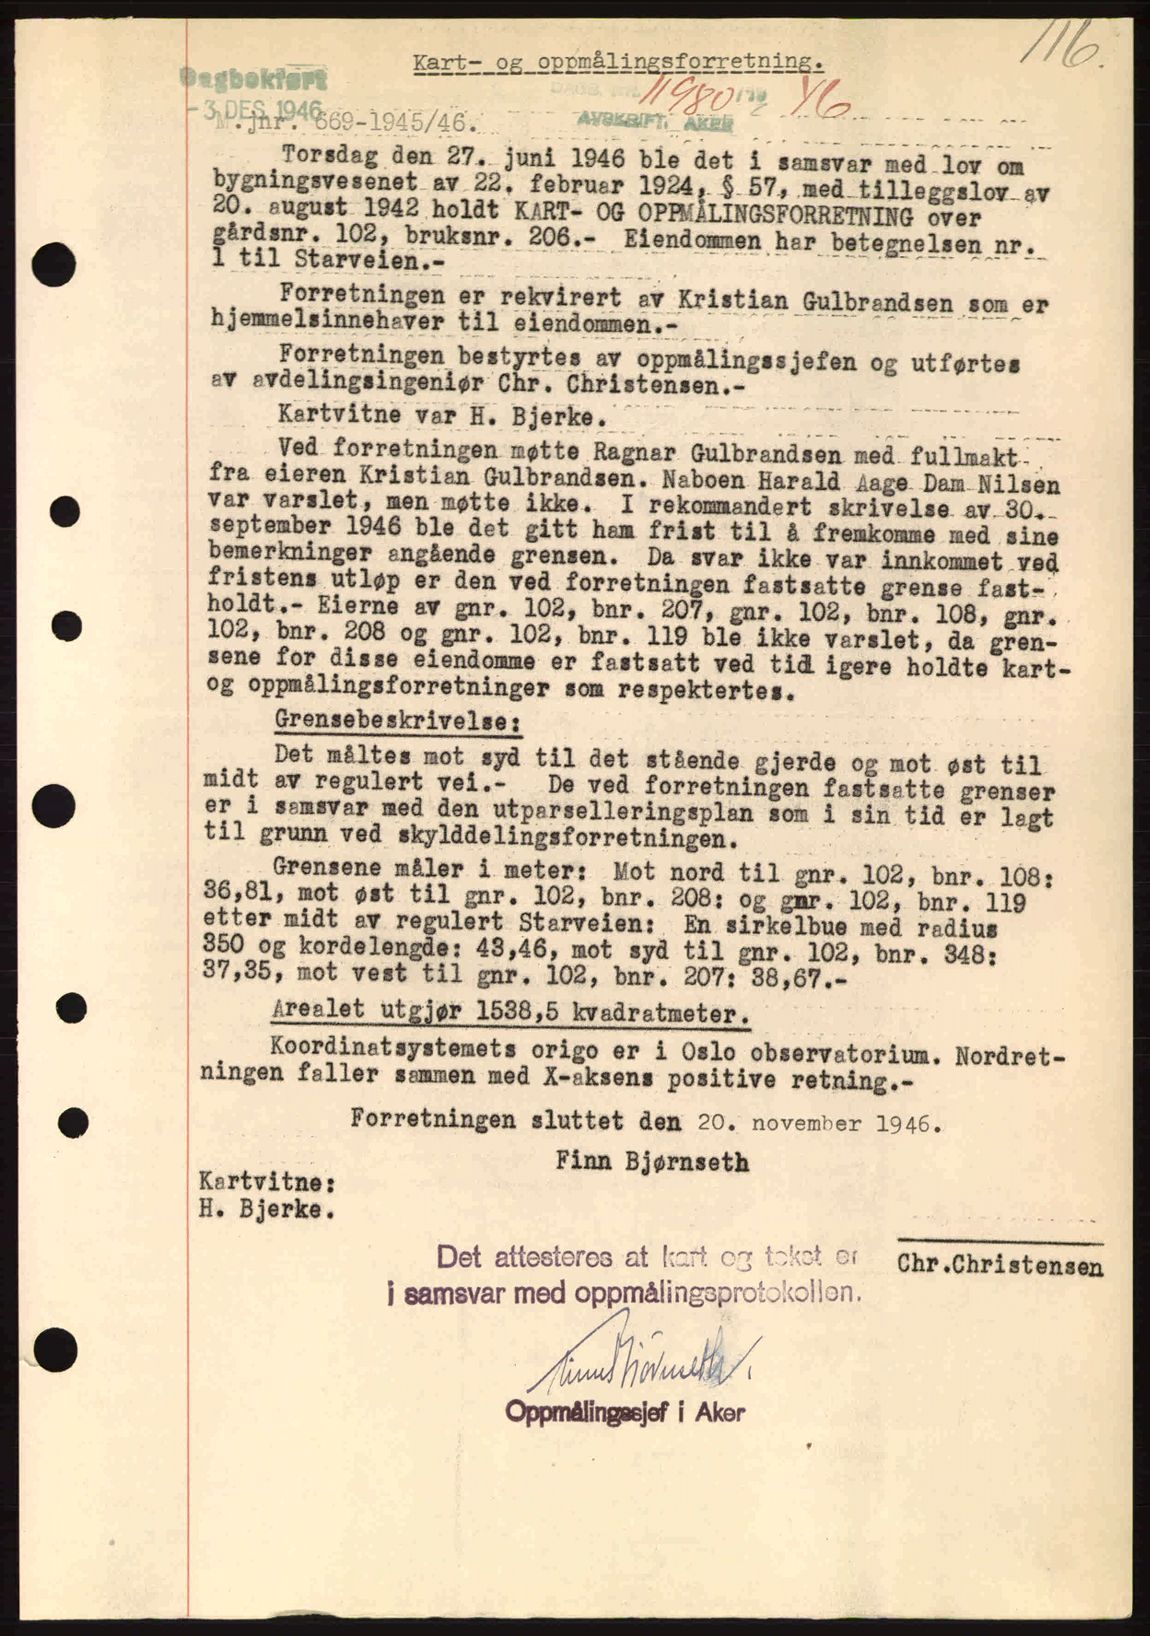 116.
Kart- og oppmålingsforretning.
Dagbokført
DAGB. NR. 11980/19 46
-3 DES 1946
AVSKRIFT, AKER
M.jnr. 669-1945/46.
Torsdag den 27. juni 1946 ble det i samsvar med lov om
bygningsvesenet av 22. februar 1924, § 57, med tilleggslov av
20. august 1942 holdt KART- OG OPPMÅLINGSFORRETNING over
gårdsnr. 102, bruksnr. 206.- Eiendommen har betegnelsen nr.
1 til Starveien.-
Forretningen er rekvirert av Kristian Gulbrandsen som er
hjemmelsinnehaver til eiendommen.-
Forretningen bestyrtes av oppmålingssjefen og utførtes
av avdelingsingeniør Chr. Christensen.-
Kartvitne var H. Bjerke.
Ved forretningen møtte Ragnar Gulbrandsen med fullmakt
fra eieren Kristian Gulbrandsen. Naboen Harald Aage Dam Nilsen
var varslet, men møtte ikke. I rekommandert skrivelse av 30.
september 1946 ble det gitt ham frist til å fremkomme med sine
bemerkninger angående grensen. Da svar ikke var innkommet ved
fristens utløp er den ved forretningen fastsatte grense fast-
holdt.- Eierne av gnr. 102, bnr. 207, gnr. 102, bnr. 108, gnr.
102, bnr. 208 og gnr. 102, bnr. 119 ble ikke varslet, da gren-
sene for disse eiendomme er fastsatt ved tid igere holdte kart-
og oppmålingsforretninger som respektertes.
Grensebeskrivelse:
Det måltes mot syd til det stående gjerde og mot øst til
midt av regulert vei.- De ved forretningen fastsatte grenser
er i samsvar med den utparselleringsplan som i sin tid er lagt
til grunn ved skylddelingsforretningen.
Grensene måler i meter: Mot nord til gnr. 102, bnr. 108:
36,81, mot øst til gnr. 102, bnr. 208: og gnr. 102, bnr. 119
etter midt av regulert Starveien: En sirkelbue med radius
350 og kordelengde: 43,46, mot syd til gnr. 102, bnr. 348:
37,35, mot vest til gnr. 102, bnr. 207: 38,67.-
Arealet utgjør 1538,5 kvadratmeter.
Koordinatsystemets origo er i Oslo observatorium. Nordret-
ningen faller sammen med X-aksens positive retning.-
Forretningen sluttet den 20. november 1946.
Finn Bjørnseth
Kartvitne:
H. Bjerke.
Chr.Christensen
Det attesteres at kart og tekst er
i samsvar med oppmålingsprotokollen.
Finn Bjørnseth.
Oppmålingssjef i Aker